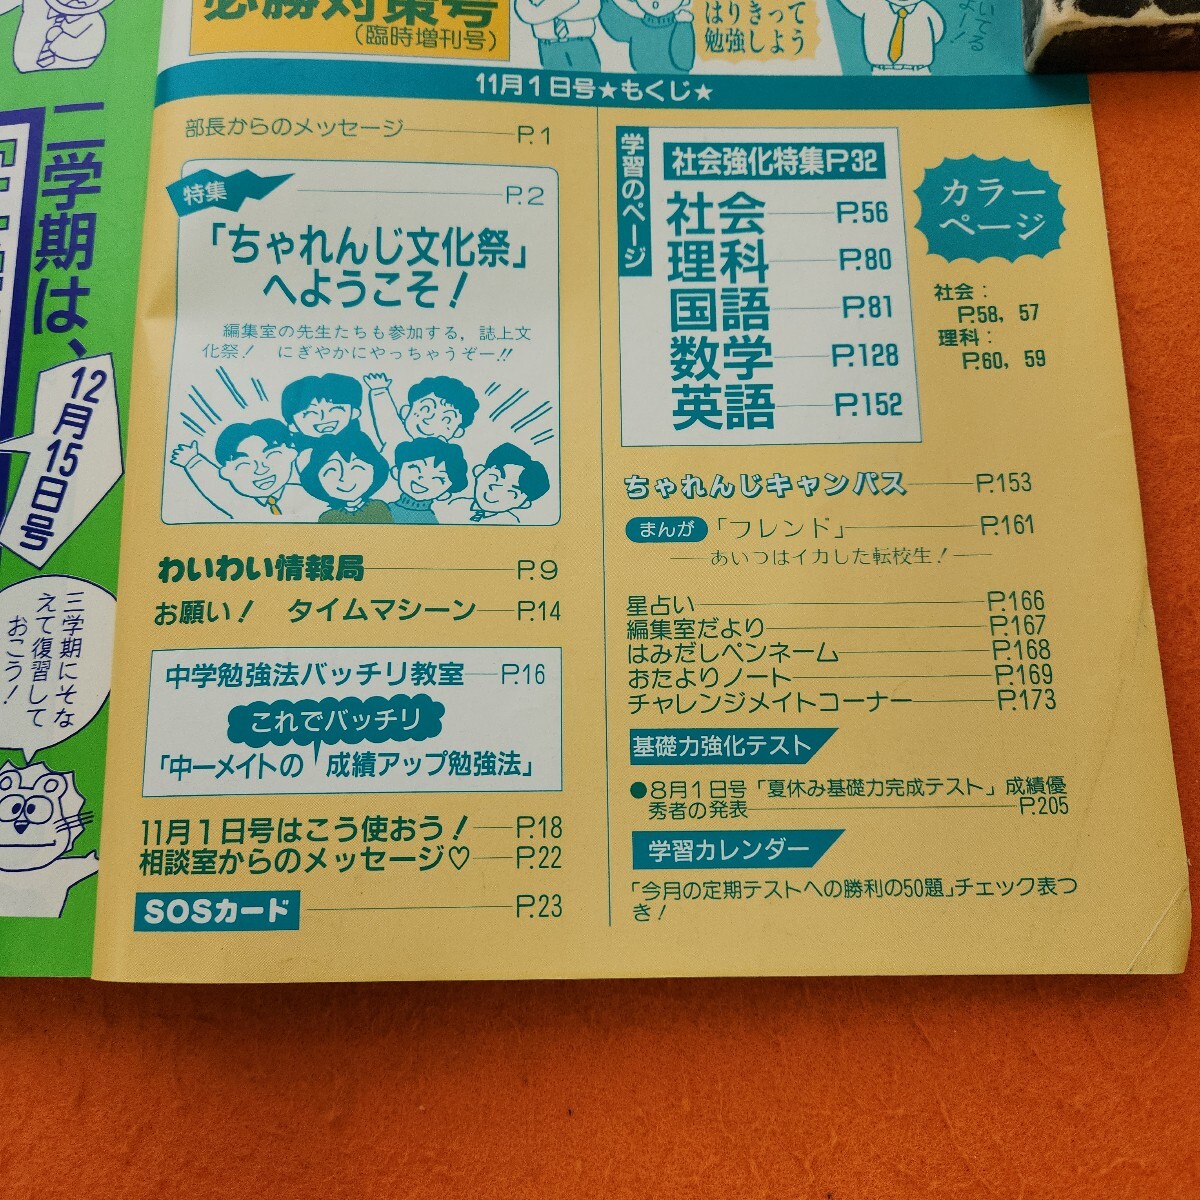 必勝対策号
(臨時増刊号)
はりきって
勉強しよう
11月1日号★もくじ★
部長からのメッセージ P.1
特集 P.2
「ちゃれんじ文化祭」
へようこそ！
編集室の先生たちも参加する，誌上文
化祭！ にぎやかにやっちゃうぞー!!
わいわい情報局 P.9
お願い！ タイムマシーン P.14
中学勉強法バッチリ教室 P.16
これでバッチリ
「中一メイトの 成績アップ勉強法」
11月1日号はこう使おう！ P.18
相談室からのメッセージ♡ P.22
SOSカード P.23
学習のページ
社会強化特集P.32
社会 P.56
理科 P.80
国語 P.81
数学 P.128
英語 P.152
カラー
ページ
社会：
P.58，57
理科：
P.60，59
ちゃれんじキャンパス P.153
まんが 「フレンド」 P.161
あいつはイカした転校生！
星占い P.166
編集室だより P.167
はみだしペンネーム P.168
おたよりノート P.169
チャレンジメイトコーナー P.173
基礎力強化テスト
●8月1日号「夏休み基礎力完成テスト」成績優
秀者の発表 P.205
学習カレンダー
「今月の定期テストへの勝利の50題」チェック表つ
き！
二学期は、
12月15日号
三学期にそな
えて復習して
おこう！